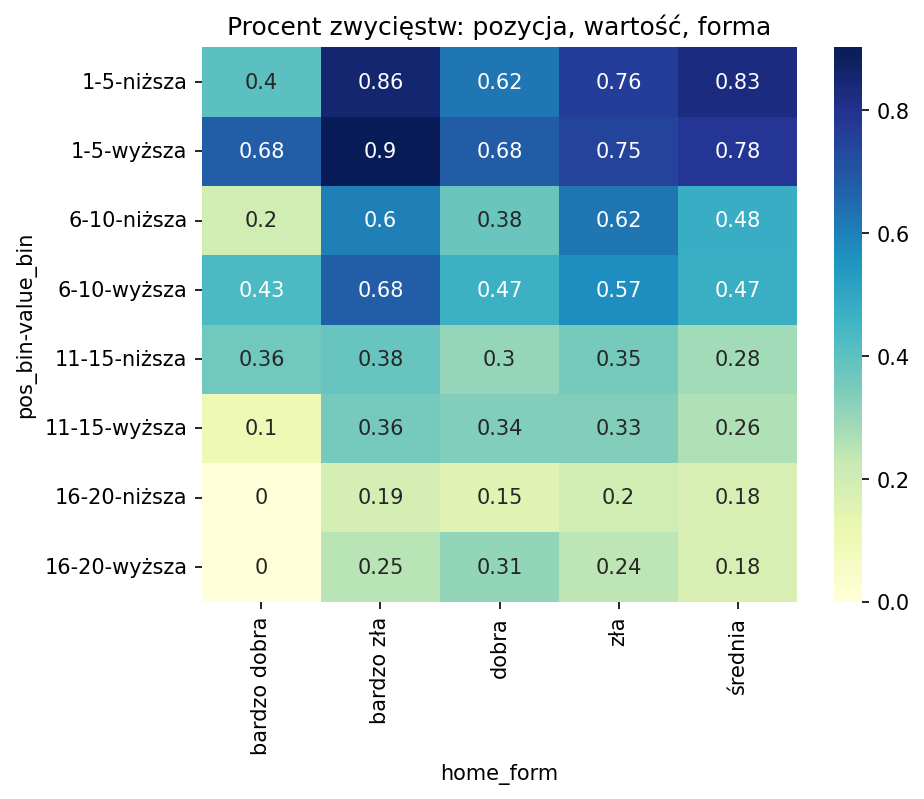 Procent zwycięstw: pozycja, wartość, forma
pos_bin-value_bin
1-5-niższa 0.4 0.86 0.62 0.76 0.83
1-5-wyższa 0.68 0.9 0.68 0.75 0.78
6-10-niższa 0.2 0.6 0.38 0.62 0.48
6-10-wyższa 0.43 0.68 0.47 0.57 0.47
11-15-niższa 0.36 0.38 0.3 0.35 0.28
11-15-wyższa 0.1 0.36 0.34 0.33 0.26
16-20-niższa 0 0.19 0.15 0.2 0.18
16-20-wyższa 0 0.25 0.31 0.24 0.18
bardzo dobra
bardzo zła
dobra
zła
średnia
home_form
0.8
0.6
0.4
0.2
0.0